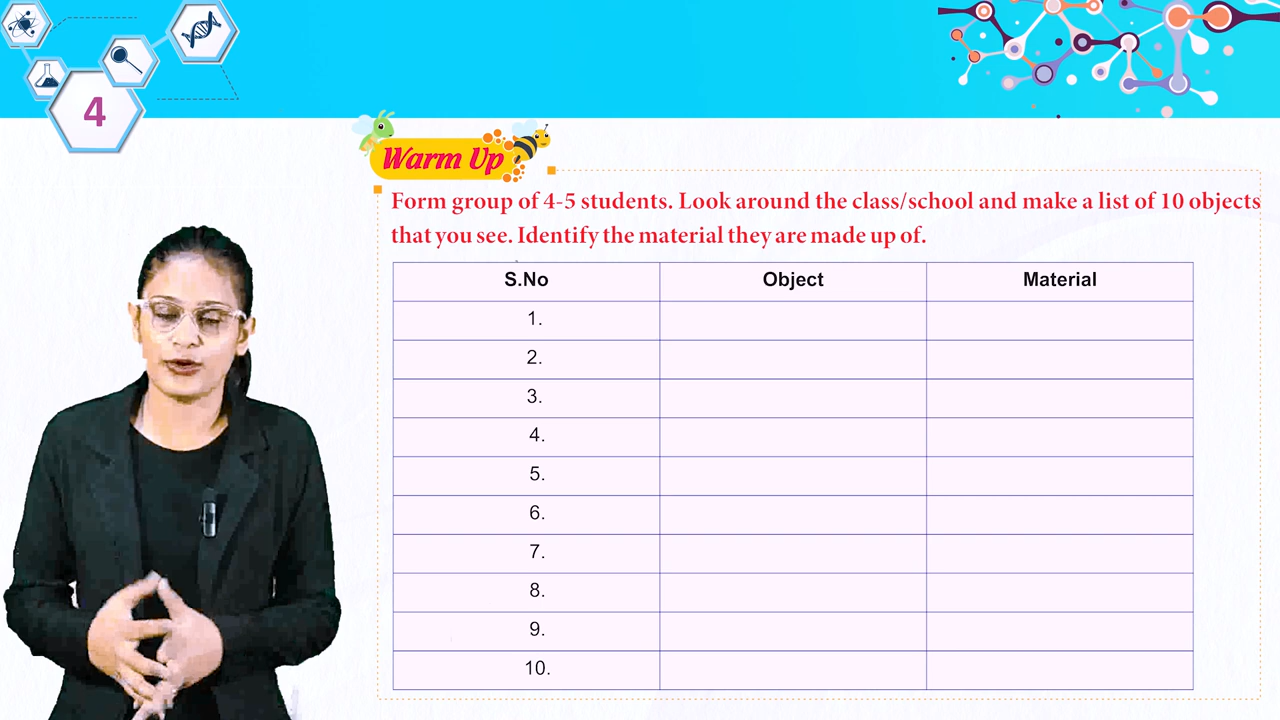 4
Warm Up
Form group of 4-5 students. Look around the class/school and make a list of 10 objects
that you see. Identify the material they are made up of.
S.No Object Material
1.
2.
3.
4.
5.
6.
7.
8.
9.
10.